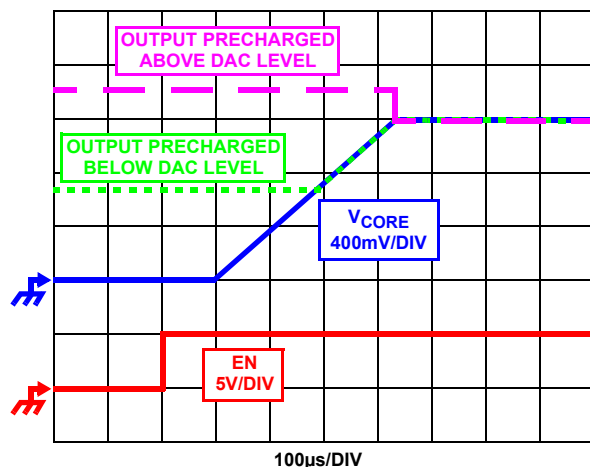 OUTPUT PRECHARGED
ABOVE DAC LEVEL
OUTPUT PRECHARGED
BELOW DAC LEVEL
VCORE
400mV/DIV
EN
5V/DIV
100µs/DIV